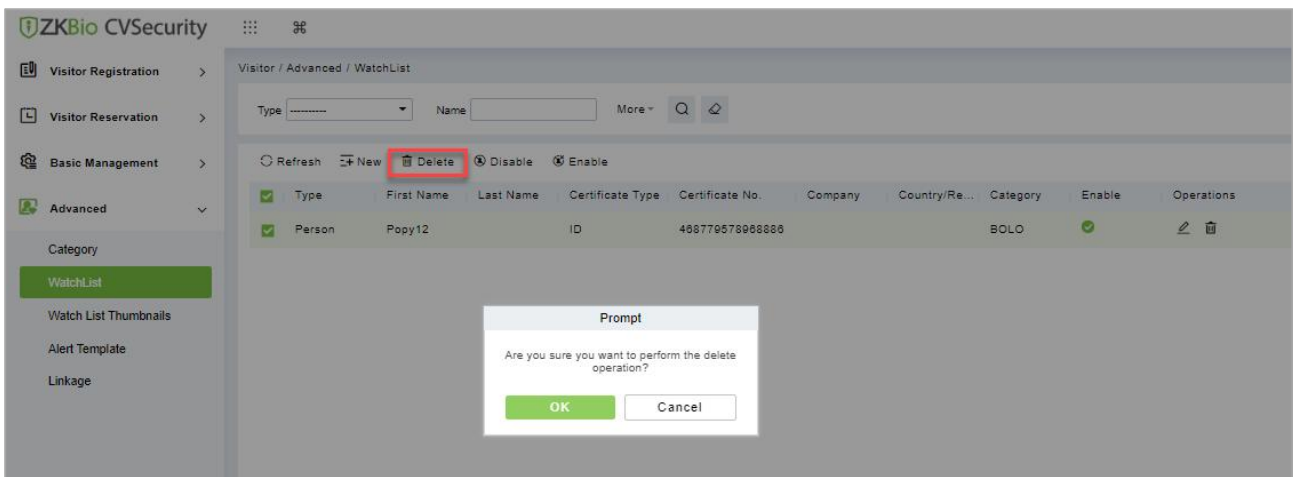 ZKBio CVSecurity
Visitor Registration
Visitor Reservation
Basic Management
Advanced
Category
WatchList
Watch List Thumbnails
Alert Template
Linkage
Visitor / Advanced / WatchList
Type ---------- Name More
Refresh New Delete Disable Enable
Type First Name Last Name Certificate Type Certificate No. Company Country/Re... Category Enable Operations
Person Popy12 ID 468779578968886 BOLO
Prompt
Are you sure you want to perform the delete
operation?
OK Cancel